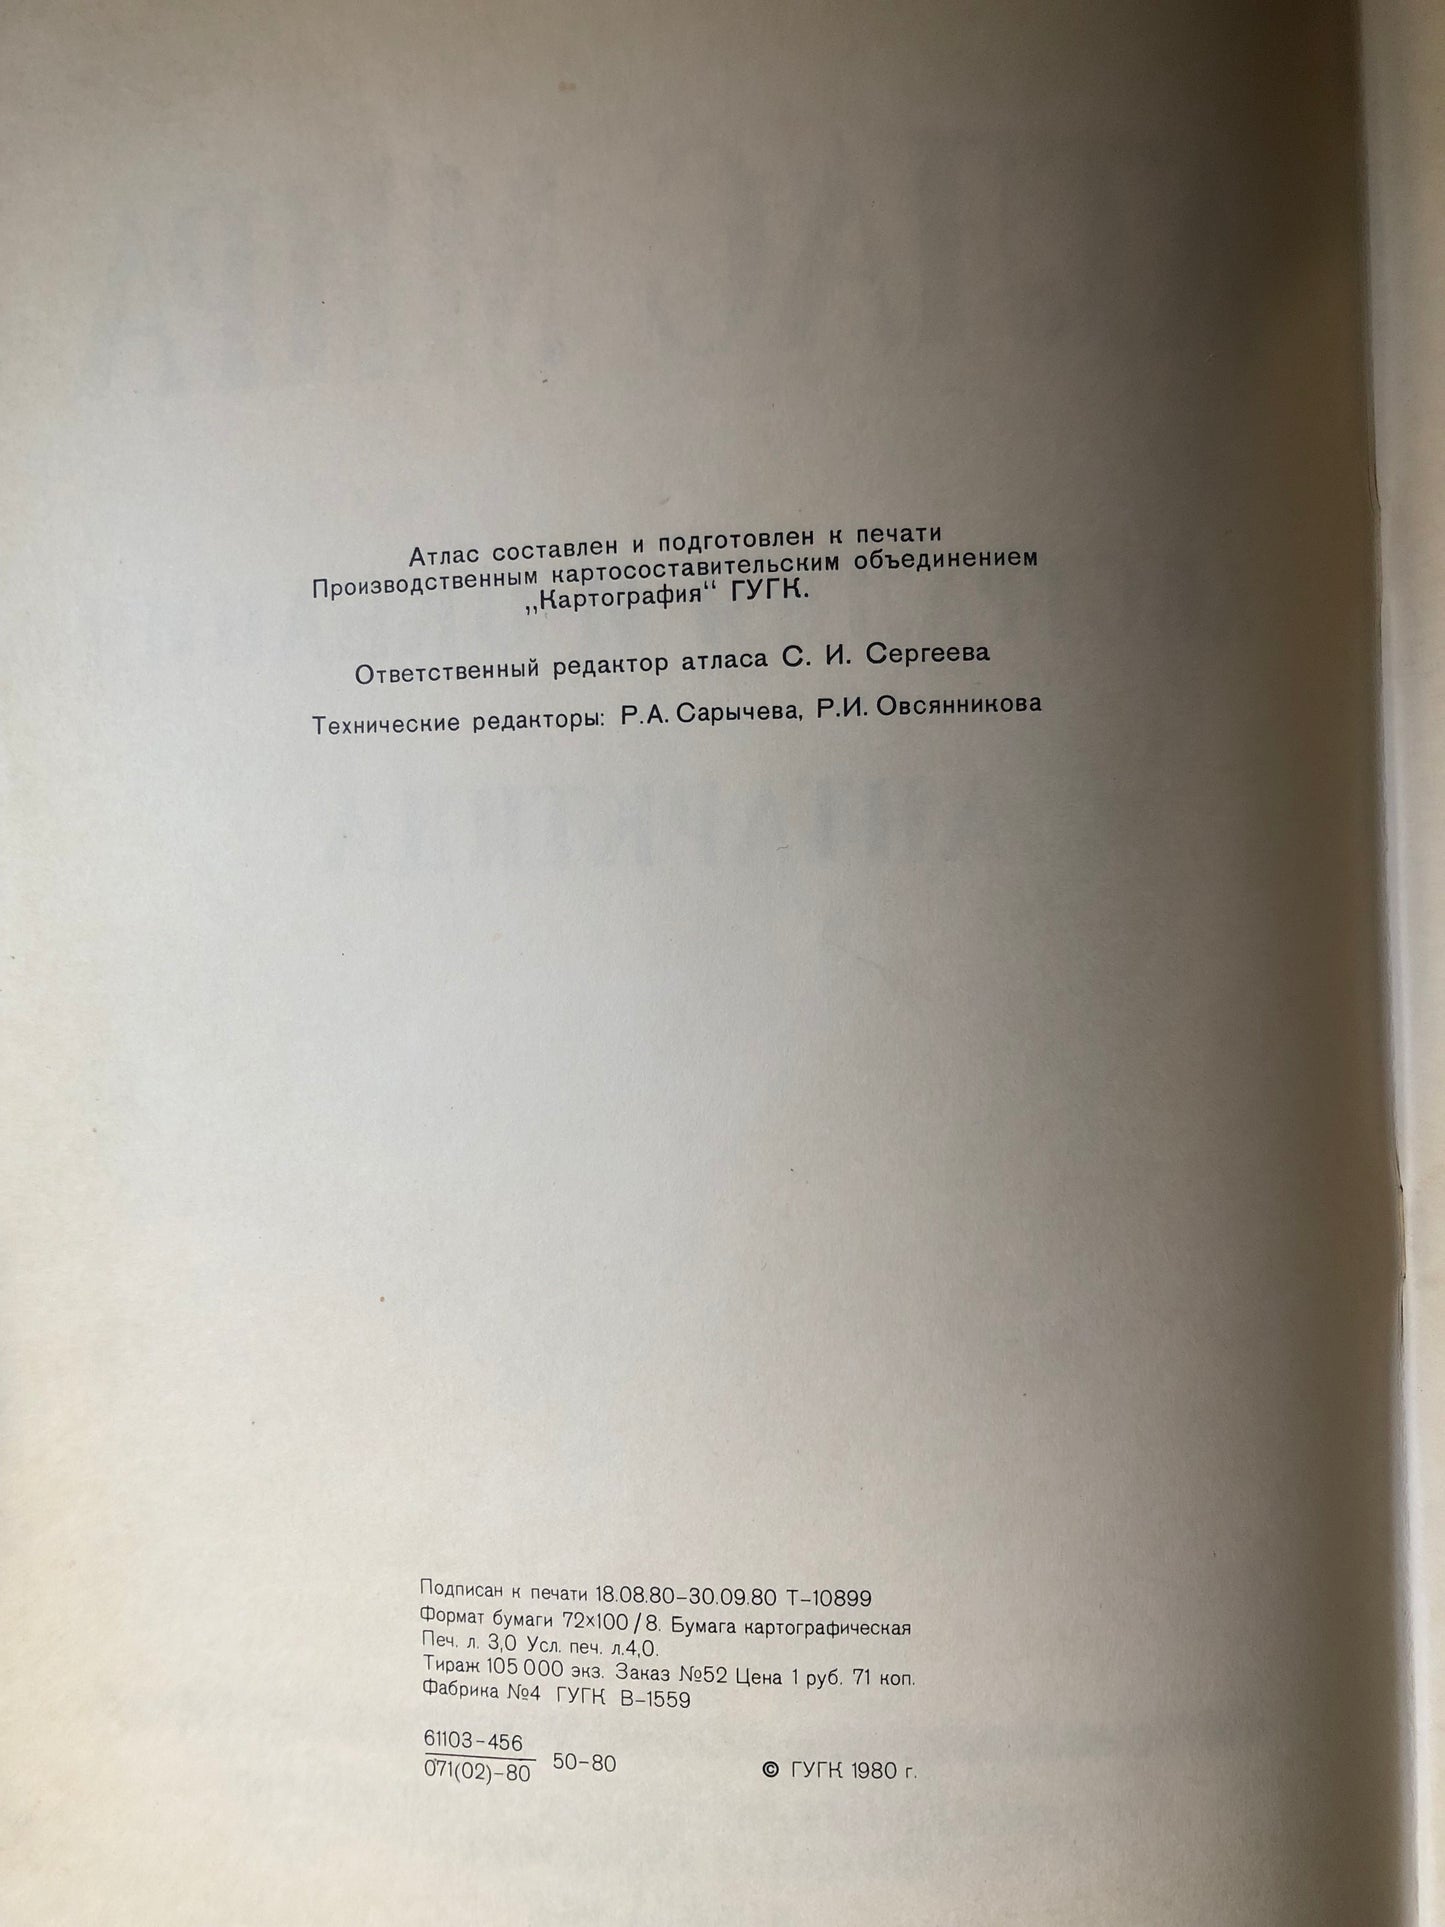 Атлас составлен и подготовлен к печати
Производственным картосоставительским объединением
„Картография“ ГУГК.
Ответственный редактор атласа С. И. Сергеева
Технические редакторы: Р.А. Сарычева, Р.И. Овсянникова
Подписан к печати 18.08.80–30.09.80 Т–10899
Формат бумаги 72×100/8. Бумага картографическая
Печ. л. 3,0 Усл. печ. л.4,0.
Тираж 105 000 экз. Заказ №52 Цена 1 руб. 71 коп.
Фабрика №4 ГУГК В–1559
61103–456
071(02)–80 50–80
© ГУГК 1980 г.